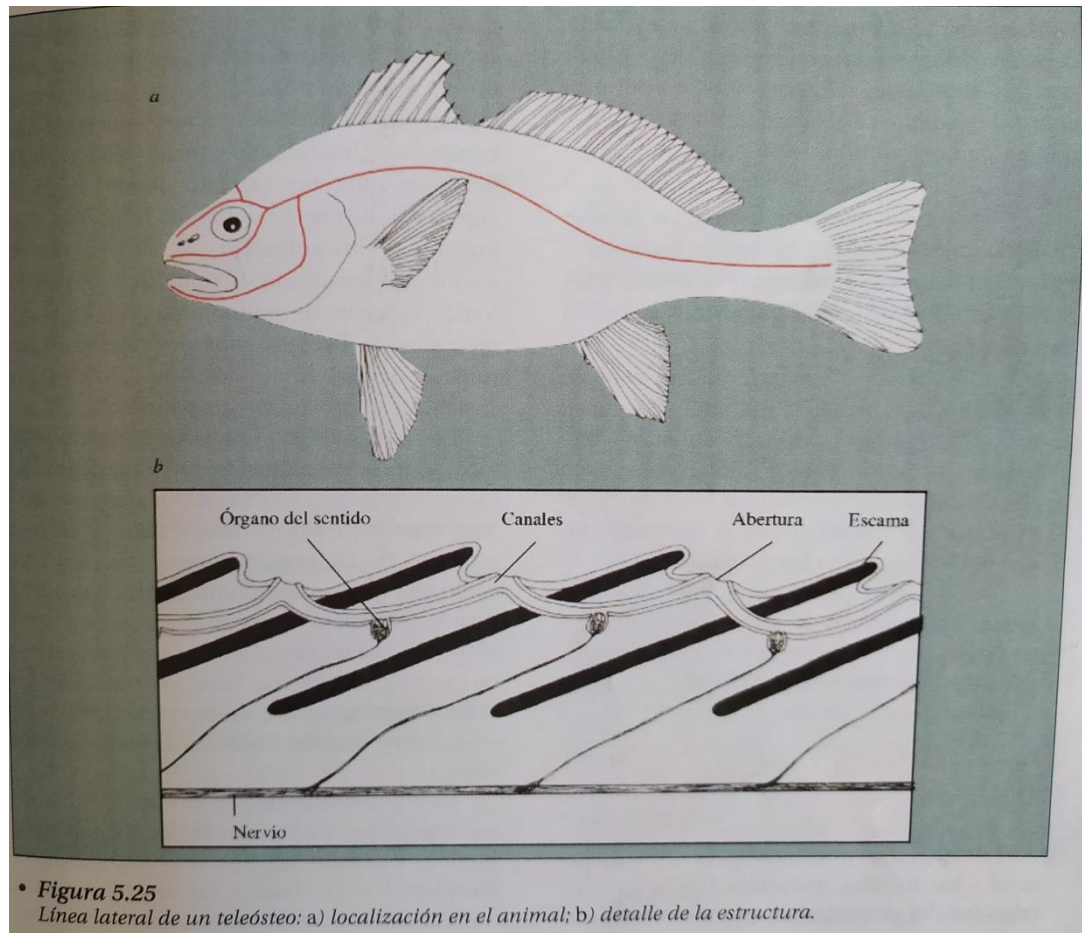 a
b
Órgano del sentido Canales Abertura Escama
Nervio
• Figura 5.25
Línea lateral de un teleósteo: a) localización en el animal; b) detalle de la estructura.